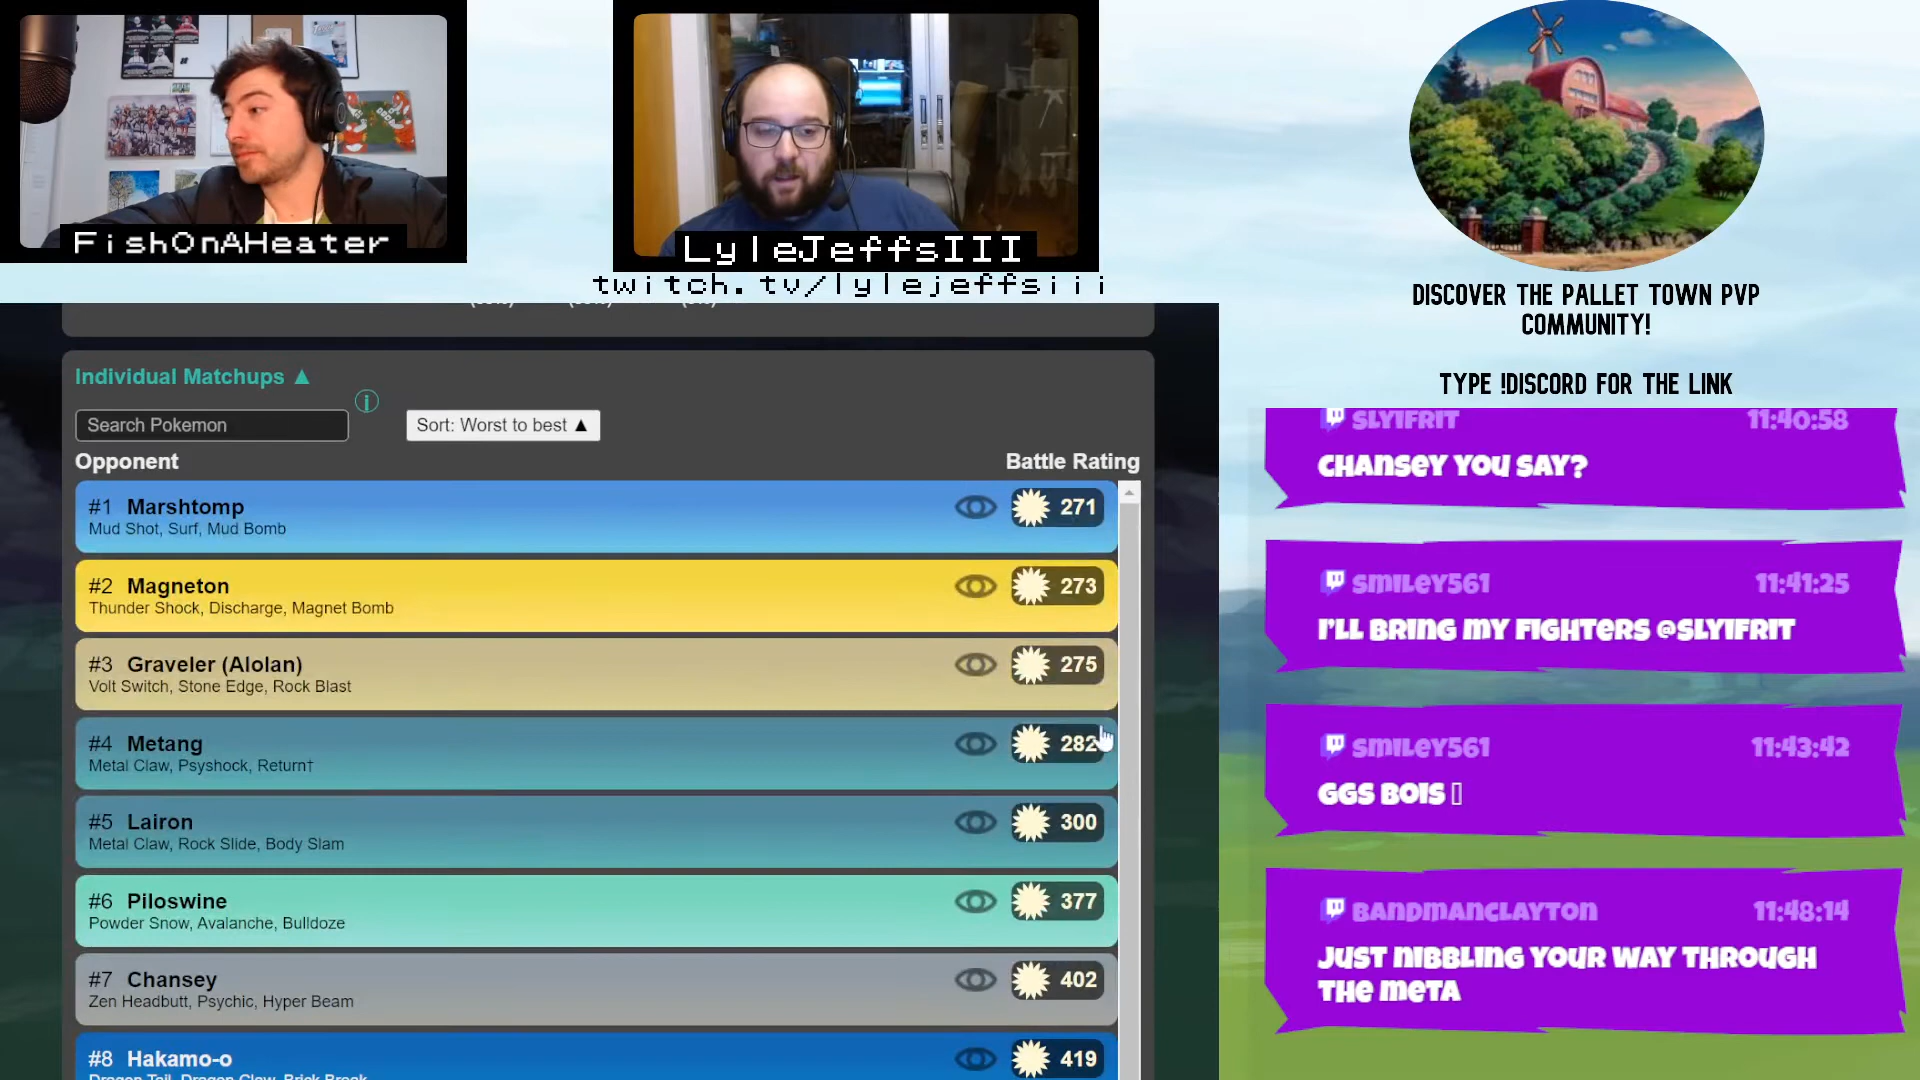 FishOnAHeater
LyleJeffsIII
twitch.tv/lylejeffsiii
DISCOVER THE PALLET TOWN PVP
COMMUNITY!
TYPE !DISCORD FOR THE LINK
Individual Matchups ▲
Search Pokemon
Sort: Worst to best ▲
Opponent
Battle Rating
#1 Marshtomp
271
Mud Shot, Surf, Mud Bomb
#2 Magneton
273
Thunder Shock, Discharge, Magnet Bomb
#3 Graveler (Alolan)
275
Volt Switch, Stone Edge, Rock Blast
#4 Metang
282
Metal Claw, Psyshock, Return†
#5 Lairon
300
Metal Claw, Rock Slide, Body Slam
#6 Piloswine
377
Powder Snow, Avalanche, Bulldoze
#7 Chansey
402
Zen Headbutt, Psychic, Hyper Beam
#8 Hakamo-o
419
Dragon Tail, Dragon Claw, Brick Break
SLYIFRIT 11:40:58
CHANSEY YOU SAY?
SMILEY561 11:41:25
I'LL BRING MY FIGHTERS @SLYIFRIT
SMILEY561 11:43:42
GGS BOIS
BANDMANCLAYTON 11:48:14
JUST NIBBLING YOUR WAY THROUGH
THE META